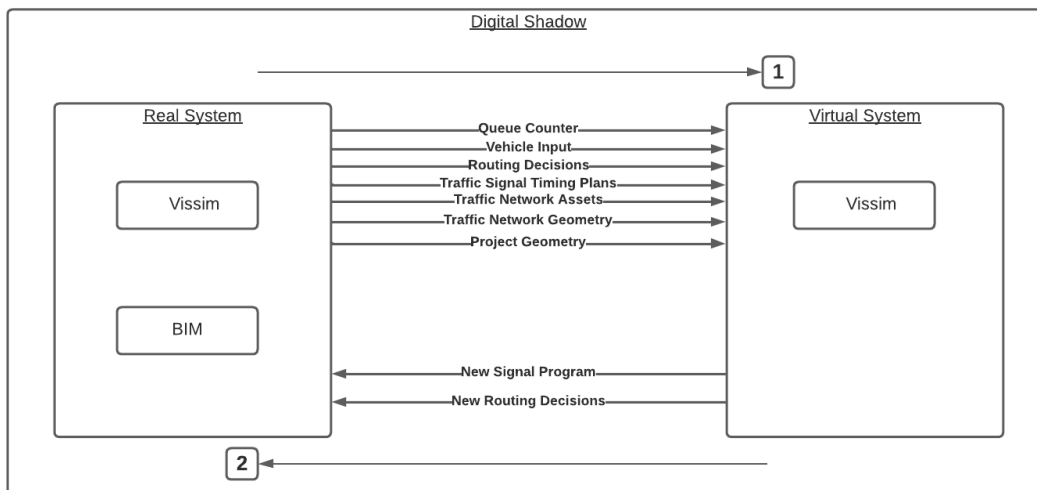 Digital Shadow
1
Real System
Virtual System
Queue Counter
Vehicle Input
Routing Decisions
Traffic Signal Timing Plans
Traffic Network Assets
Traffic Network Geometry
Project Geometry
Vissim
Vissim
BIM
New Signal Program
New Routing Decisions
2